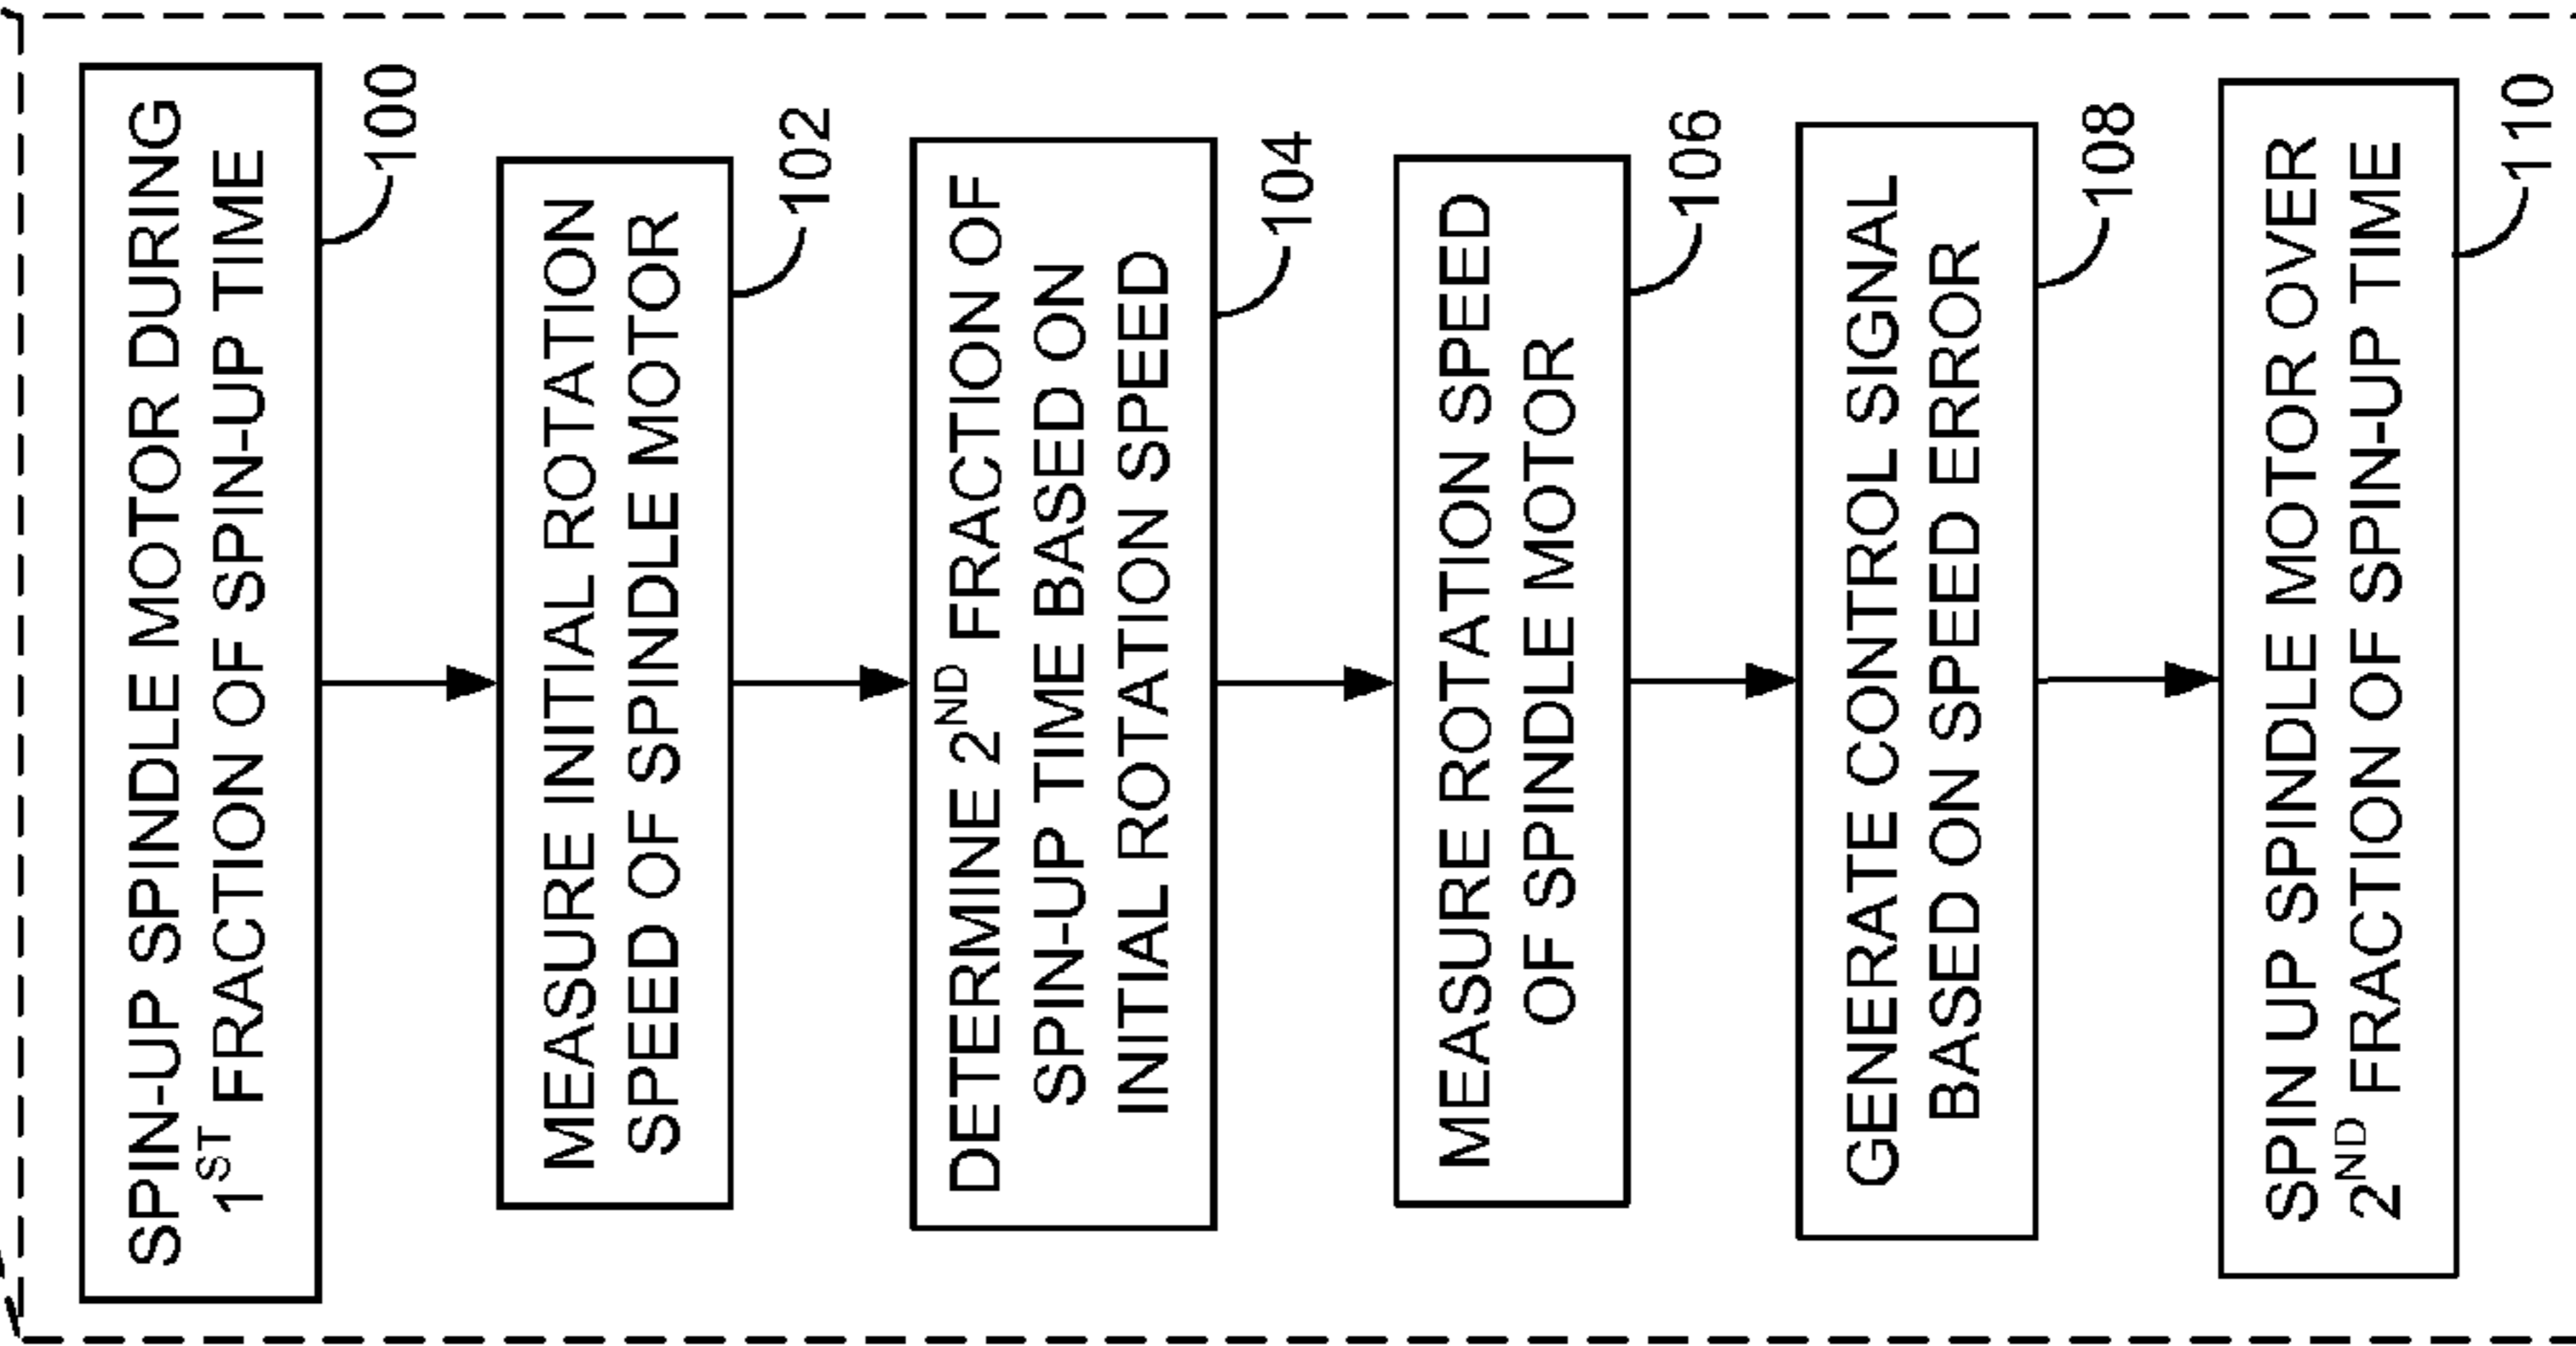 SPIN-UP SPINDLE MOTOR DURING
1ST FRACTION OF SPIN-UP TIME
100
MEASURE INITIAL ROTATION
SPEED OF SPINDLE MOTOR
102
DETERMINE 2ND FRACTION OF
SPIN-UP TIME BASED ON
INITIAL ROTATION SPEED
104
MEASURE ROTATION SPEED
OF SPINDLE MOTOR
106
GENERATE CONTROL SIGNAL
BASED ON SPEED ERROR
108
SPIN UP SPINDLE MOTOR OVER
2ND FRACTION OF SPIN-UP TIME
110